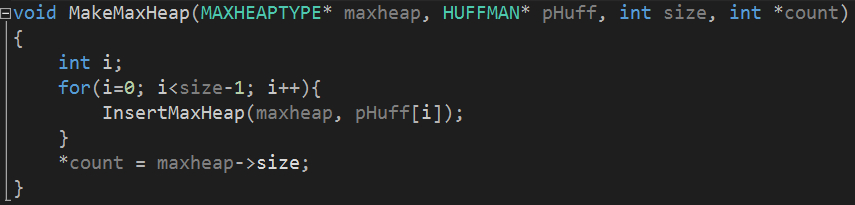 void MakeMaxHeap(MAXHEAPTYPE* maxheap, HUFFMAN* pHuff, int size, int *count)
{
    int i;
    for(i=0; i<size-1; i++){
        InsertMaxHeap(maxheap, pHuff[i]);
    }
    *count = maxheap->size;
}